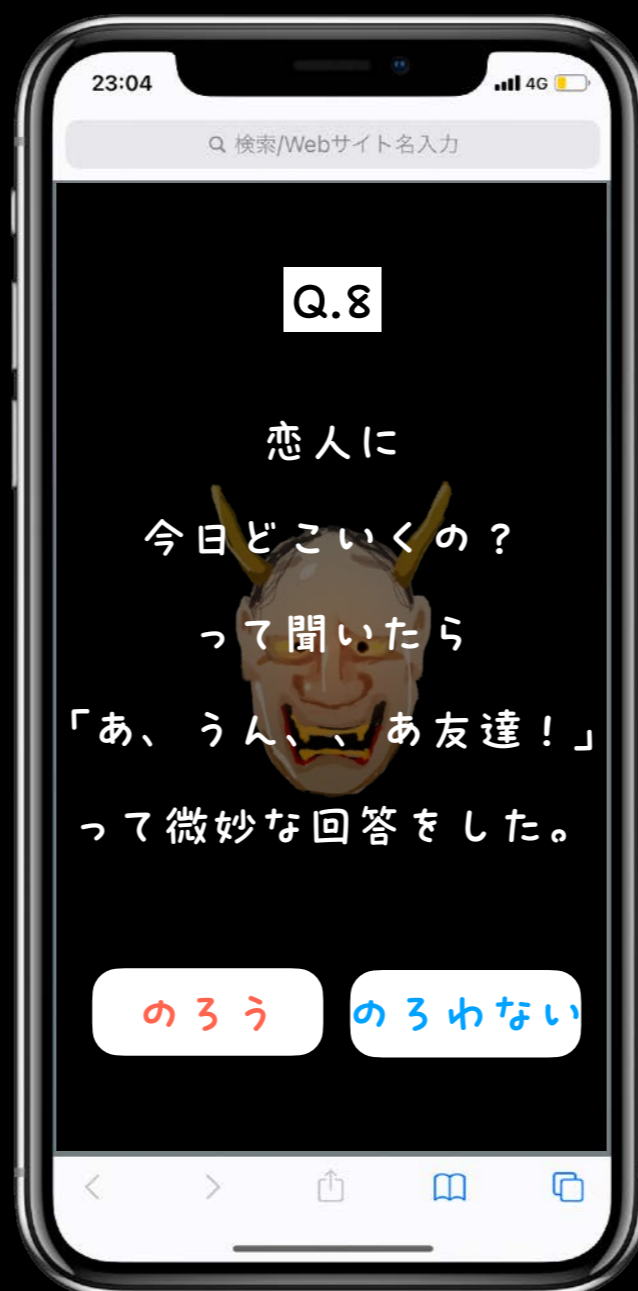 23:04
4G
検索/Webサイト名入力
Q.8
恋人に
今日どこいくの？
って聞いたら
「あ、うん、、あ友達！」
って微妙な回答をした。
のろう
のろわない